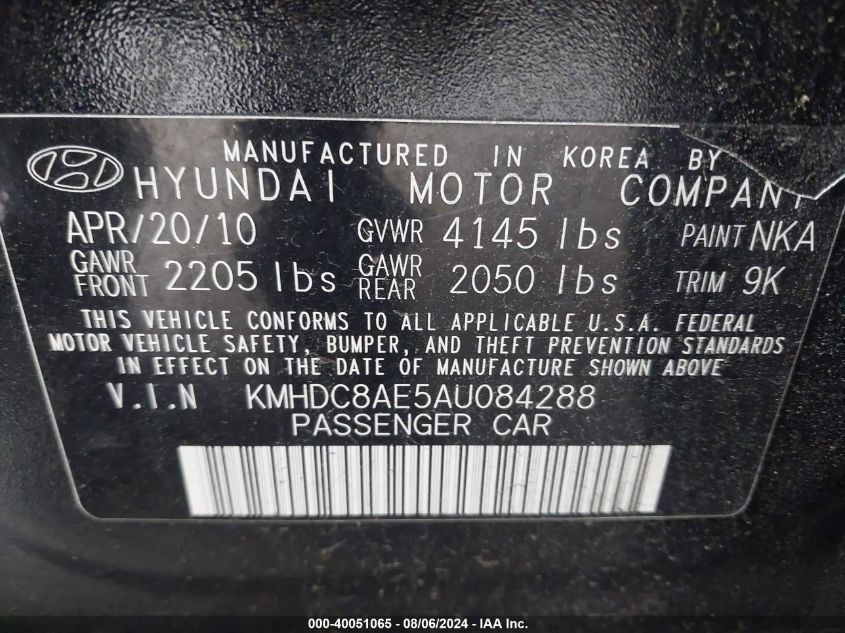 MANUFACTURED IN KOREA BY
HYUNDAI MOTOR COMPANY
APR/20/10 GVWR 4145 lbs PAINT NKA
GAWR FRONT 2205 lbs GAWR REAR 2050 lbs TRIM 9K
THIS VEHICLE CONFORMS TO ALL APPLICABLE U.S.A. FEDERAL
MOTOR VEHICLE SAFETY, BUMPER, AND THEFT PREVENTION STANDARDS
IN EFFECT ON THE DATE OF MANUFACTURE SHOWN ABOVE
V.I.N KMHDC8AE5AU084288
PASSENGER CAR
000-40051065 - 08/06/2024 - IAA Inc.